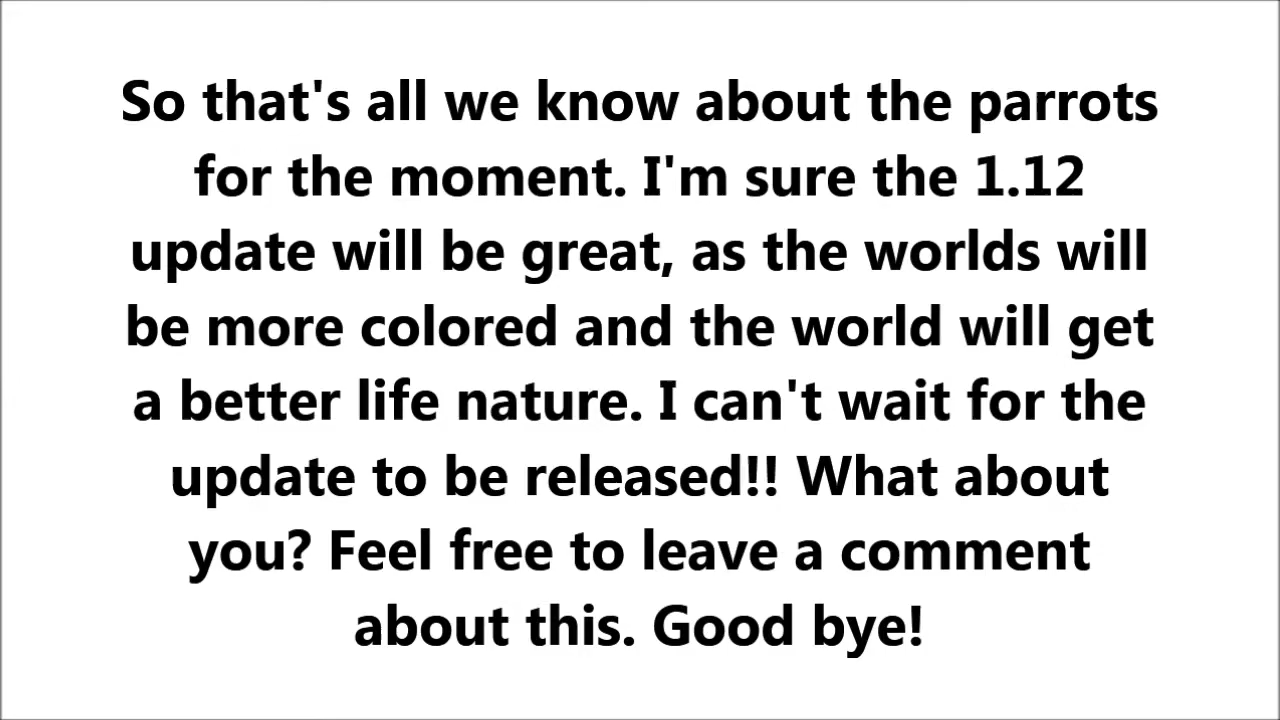 So that's all we know about the parrots
for the moment. I'm sure the 1.12
update will be great, as the worlds will
be more colored and the world will get
a better life nature. I can't wait for the
update to be released!! What about
you? Feel free to leave a comment
about this. Good bye!